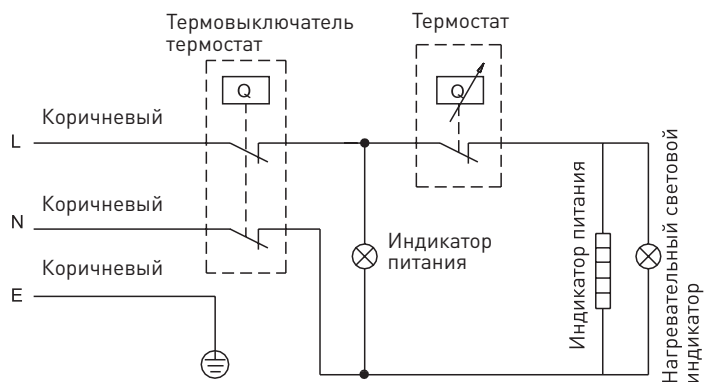 Термовыключатель
термостат
Термостат
Q
Q
Коричневый
L
Коричневый
N
Коричневый
E
Индикатор
питания
Индикатор питания
Нагревательный световой
индикатор